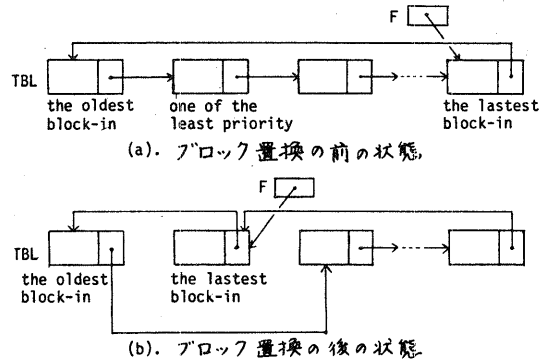 F
TBL
the oldest
block-in
one of the
least priority
the lastest
block-in
(a). ブロック置換の前の状態,
F
TBL
the oldest
block-in
the lastest
block-in
(b). ブロック置換の後の状態